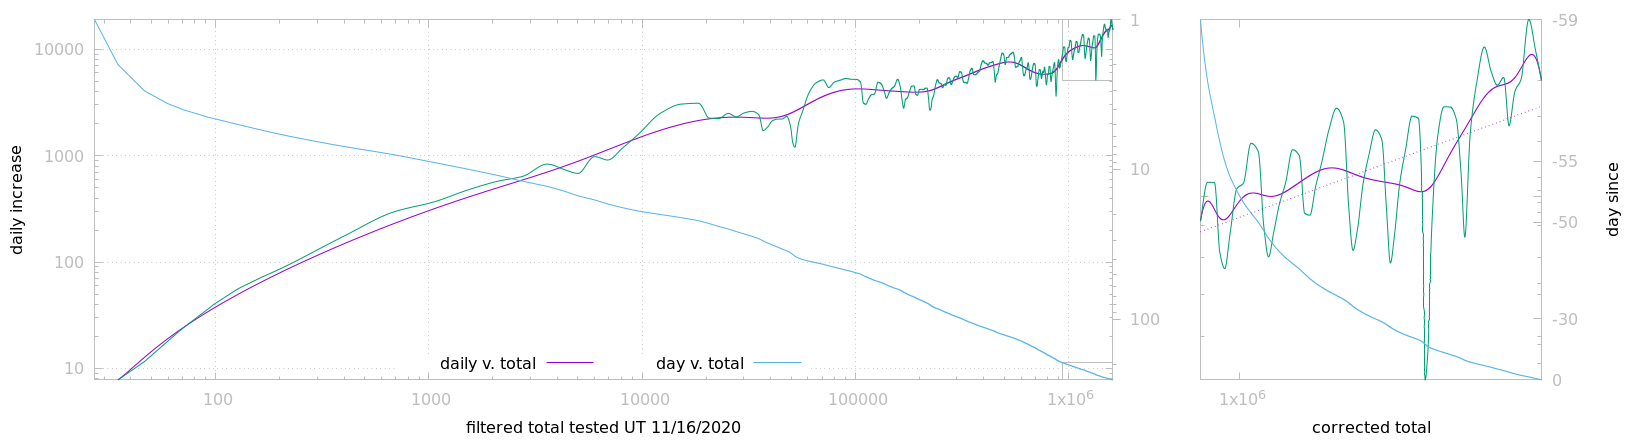 10000
1000
100
10
daily increase
daily v. total
day v. total
100
1000
10000
100000
1x10⁶
filtered total tested UT 11/16/2020
1
10
100
-59
-55
-50
-30
0
day since
1x10⁶
corrected total